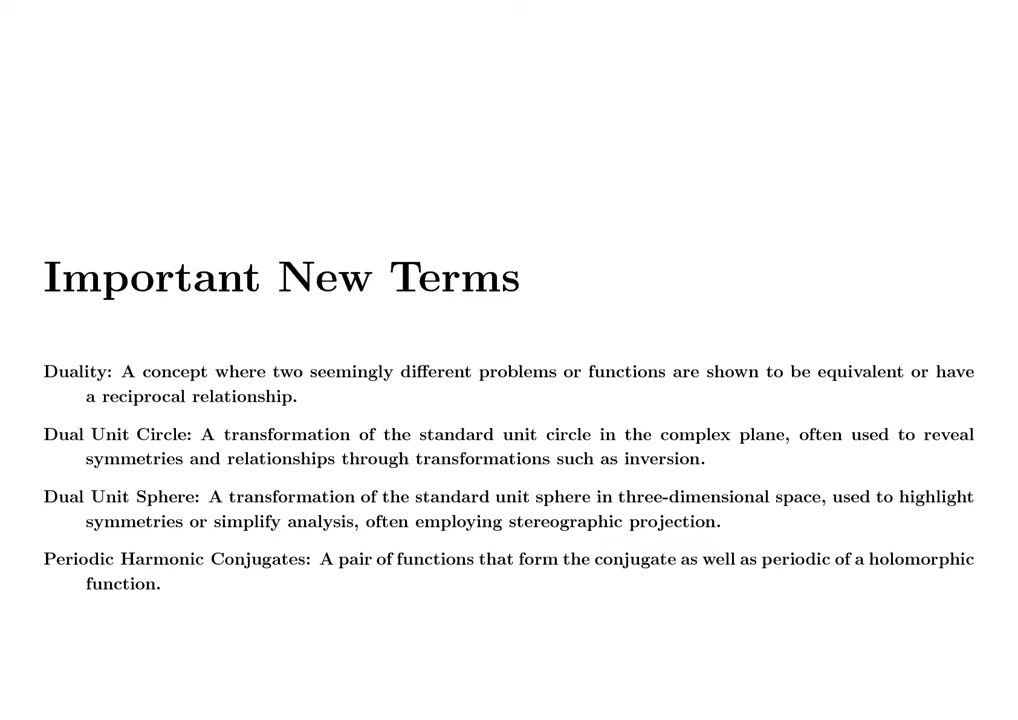 Important New Terms
Duality: A concept where two seemingly different problems or functions are shown to be equivalent or have
a reciprocal relationship.
Dual Unit Circle: A transformation of the standard unit circle in the complex plane, often used to reveal
symmetries and relationships through transformations such as inversion.
Dual Unit Sphere: A transformation of the standard unit sphere in three-dimensional space, used to highlight
symmetries or simplify analysis, often employing stereographic projection.
Periodic Harmonic Conjugates: A pair of functions that form the conjugate as well as periodic of a holomorphic
function.